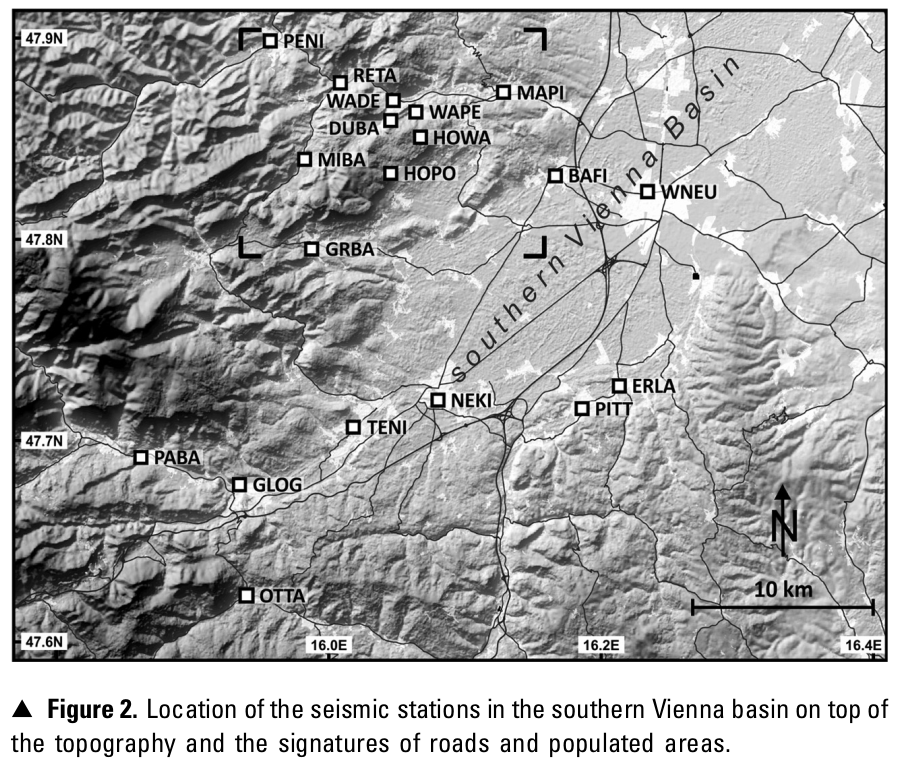 47.9N
PENI
RETA
WADE
MAPI
WAPE
DUBA
HOWA
MIBA
HOPO
BAFI
WNEU
southern Vienna Basin
47.8N
GRBA
ERLA
NEKI
PITT
TENI
47.7N
PABA
GLOG
N
OTTA
10 km
47.6N
16.0E
16.2E
16.4E
▲ Figure 2. Location of the seismic stations in the southern Vienna basin on top of
the topography and the signatures of roads and populated areas.